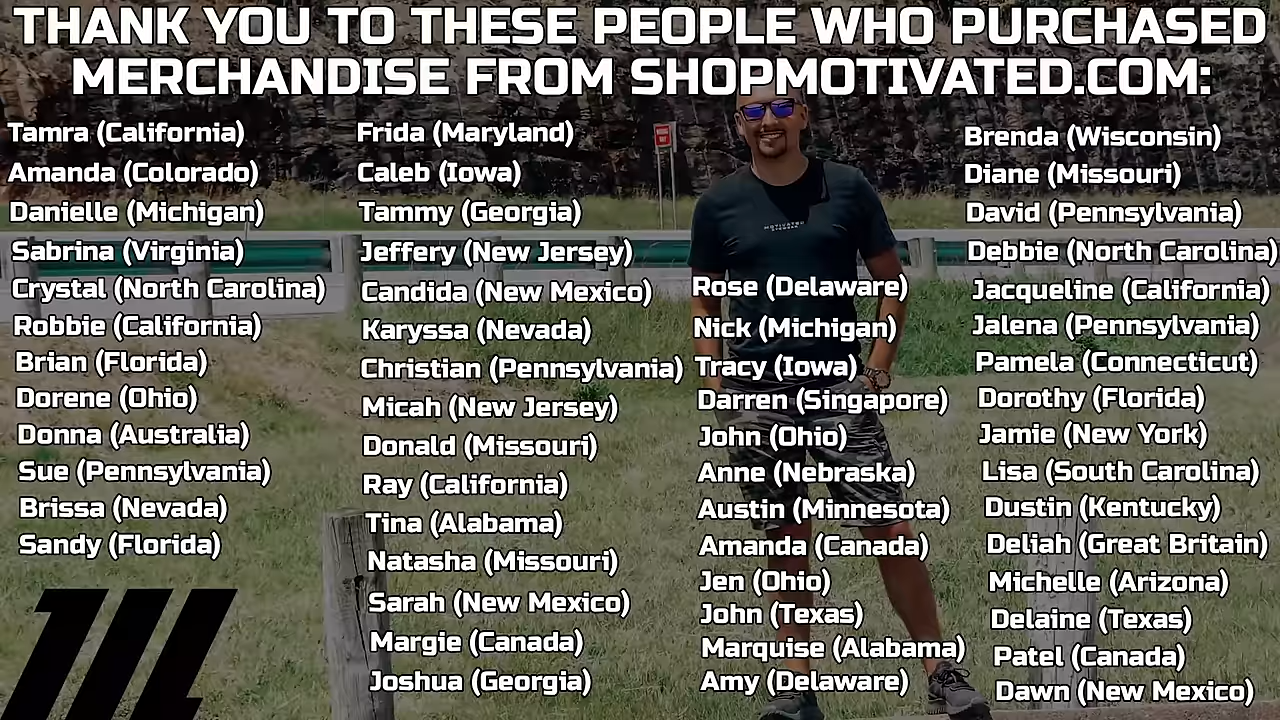 THANK YOU TO THESE PEOPLE WHO PURCHASED
MERCHANDISE FROM SHOPMOTIVATED.COM:
Tamra (California)
Amanda (Colorado)
Danielle (Michigan)
Sabrina (Virginia)
Crystal (North Carolina)
Robbie (California)
Brian (Florida)
Dorene (Ohio)
Donna (Australia)
Sue (Pennsylvania)
Brissa (Nevada)
Sandy (Florida)
Frida (Maryland)
Caleb (Iowa)
Tammy (Georgia)
Jeffery (New Jersey)
Candida (New Mexico)
Karyssa (Nevada)
Christian (Pennsylvania)
Micah (New Jersey)
Donald (Missouri)
Ray (California)
Tina (Alabama)
Natasha (Missouri)
Sarah (New Mexico)
Margie (Canada)
Joshua (Georgia)
MOTIVATED
Rose (Delaware)
Nick (Michigan)
Tracy (Iowa)
Darren (Singapore)
John (Ohio)
Anne (Nebraska)
Austin (Minnesota)
Amanda (Canada)
Jen (Ohio)
John (Texas)
Marquise (Alabama)
Amy (Delaware)
Brenda (Wisconsin)
Diane (Missouri)
David (Pennsylvania)
Debbie (North Carolina)
Jacqueline (California)
Jalena (Pennsylvania)
Pamela (Connecticut)
Dorothy (Florida)
Jamie (New York)
Lisa (South Carolina)
Dustin (Kentucky)
Deliah (Great Britain)
Michelle (Arizona)
Delaine (Texas)
Patel (Canada)
Dawn (New Mexico)